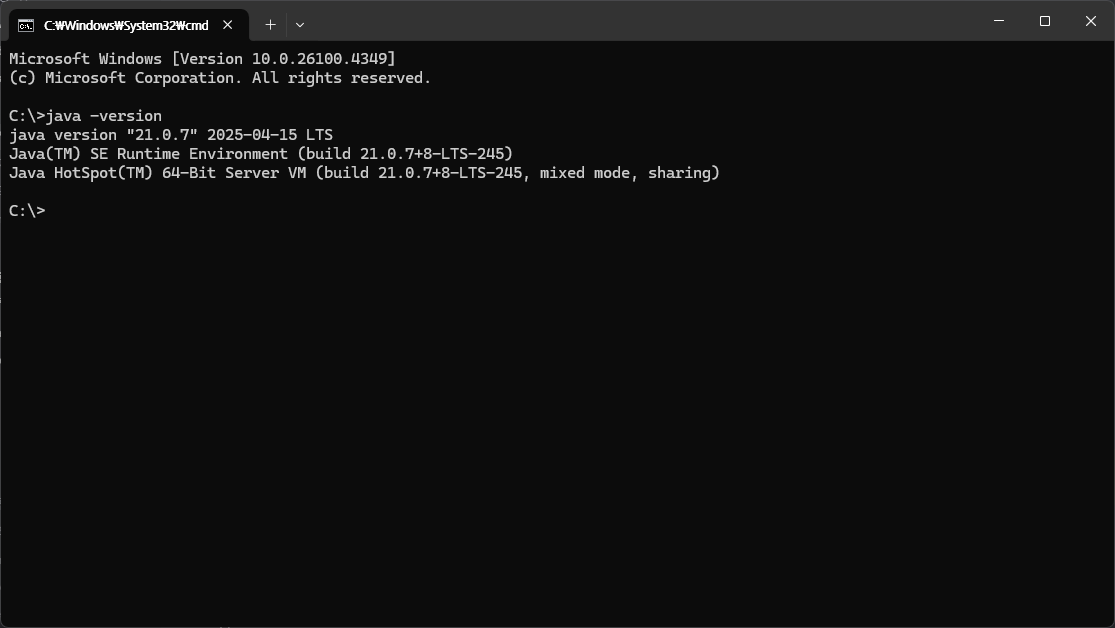 C:₩Windows₩System32₩cmd
Microsoft Windows [Version 10.0.26100.4349]
(c) Microsoft Corporation. All rights reserved.
C:\>java -version
java version "21.0.7" 2025-04-15 LTS
Java(TM) SE Runtime Environment (build 21.0.7+8-LTS-245)
Java HotSpot(TM) 64-Bit Server VM (build 21.0.7+8-LTS-245, mixed mode, sharing)
C:\>